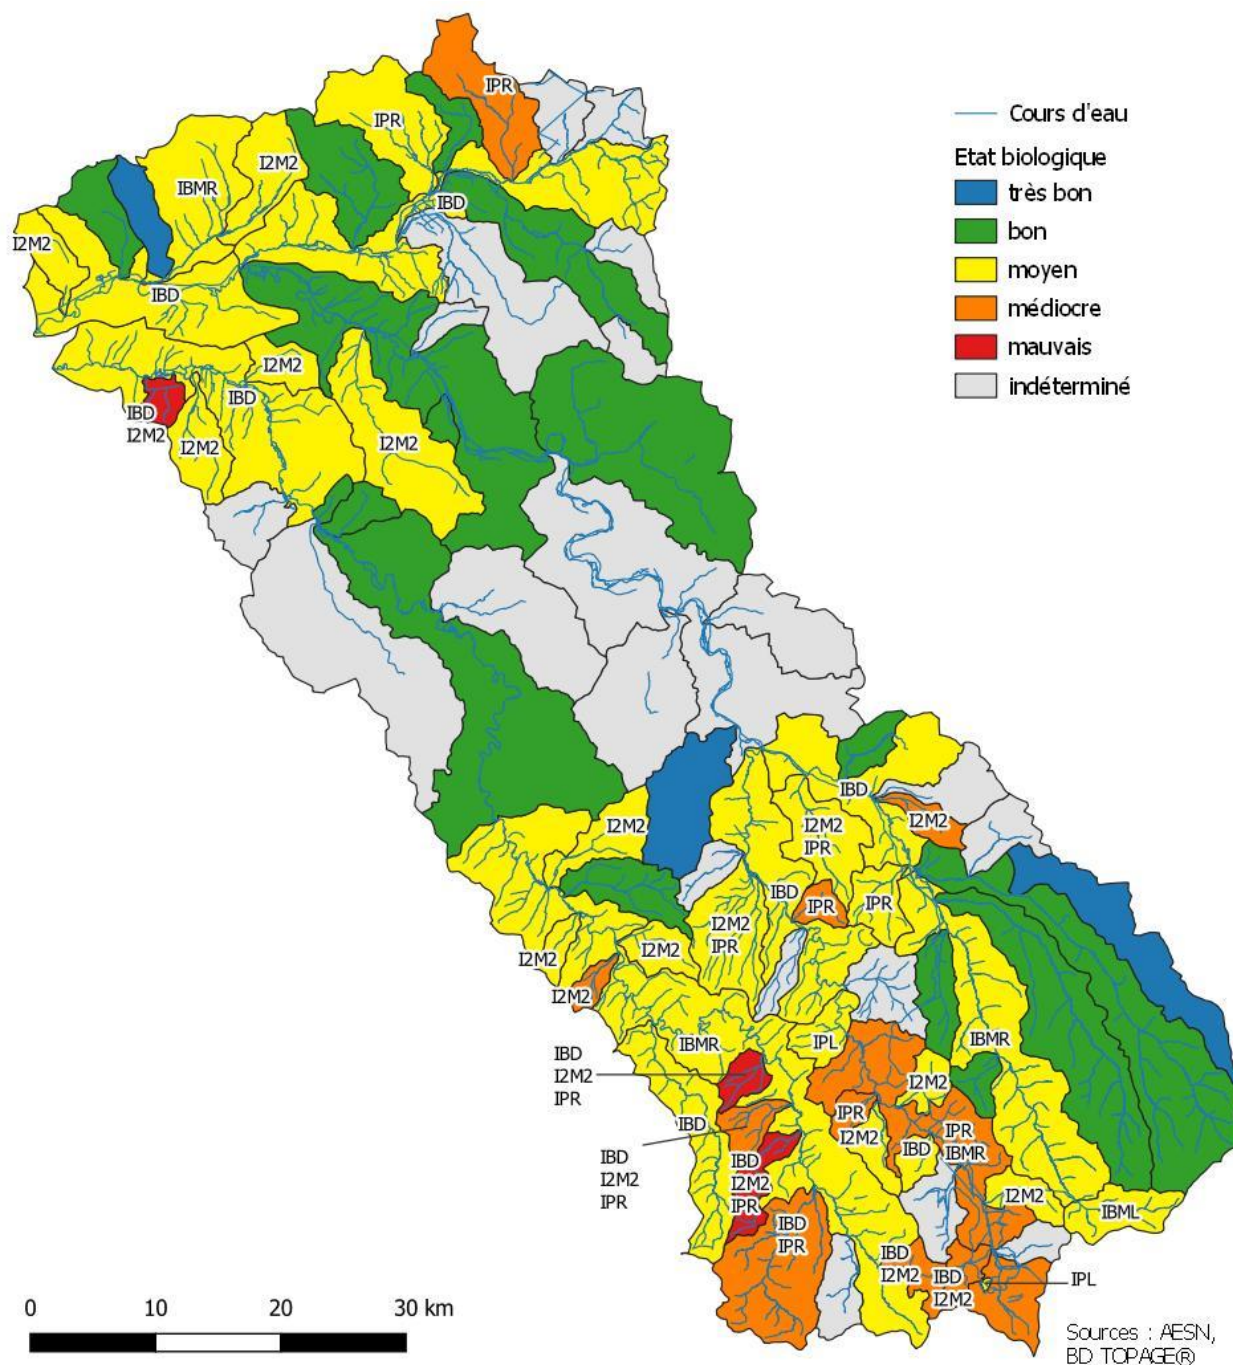 IPR
Cours d'eau
IPR
Etat biologique
I2M2
très bon
IBMR
IBD
bon
I2M2
moyen
IBD
médiocre
mauvais
I2M2
indéterminé
IBD
IBD
I2M2
I2M2
I2M2
IBD
I2M2
I2M2
I2M2
IPR
IBD
IPR
IPR
I2M2
IPR
I2M2
I2M2
I2M2
IBMR
IPL
IBMR
IBD
I2M2
IPR
I2M2
IPR
IBD
I2M2
IBD
IPR
IBMR
IBD
I2M2
IPR
IBD
I2M2
IPR
I2M2
IBML
IBD
IPR
IBD
I2M2
IBD
I2M2
IPL
0 10 20 30 km
Sources : AESN,
BD TOPAGE®